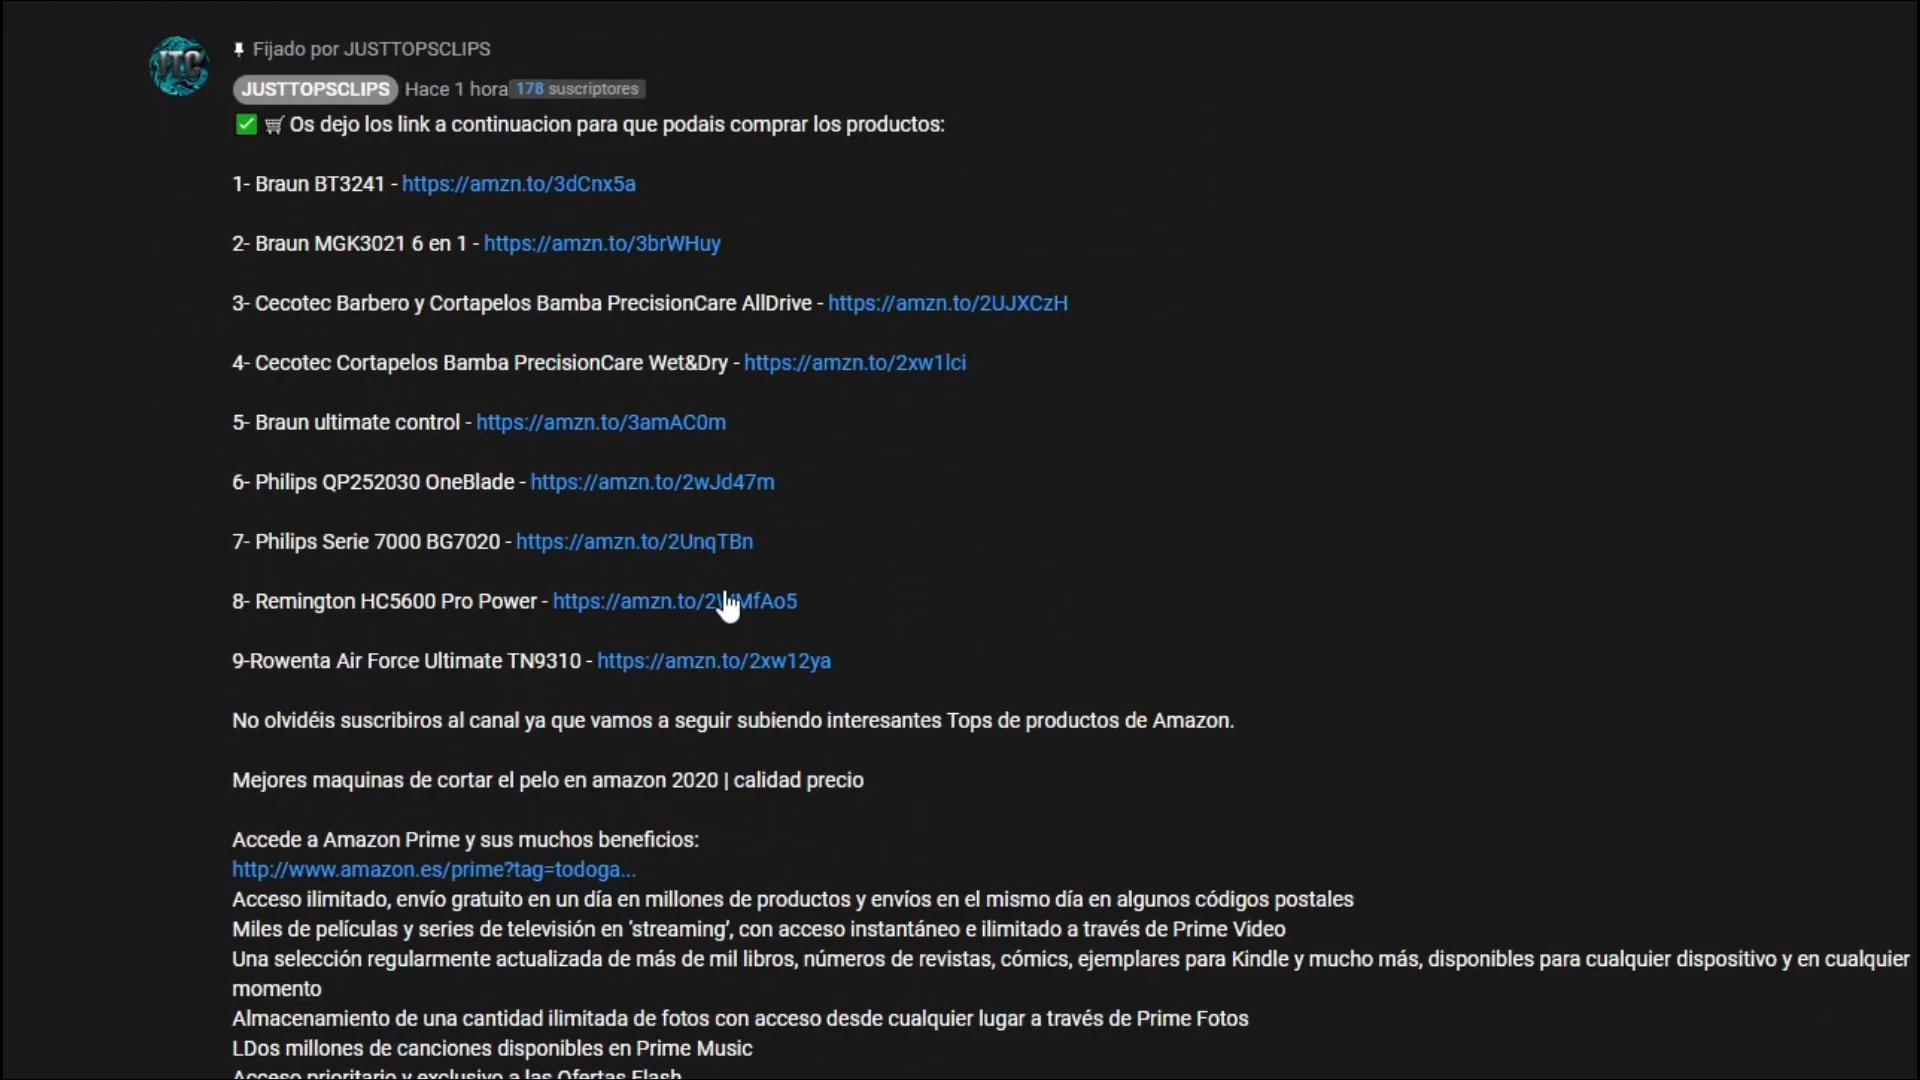 JTC
Fijado por JUSTTOPSCLIPS
JUSTTOPSCLIPS Hace 1 hora 178 suscriptores
✅ 🛒 Os dejo los link a continuacion para que podais comprar los productos:
1- Braun BT3241 - https://amzn.to/3dCnx5a
2- Braun MGK3021 6 en 1 - https://amzn.to/3brWHuy
3- Cecotec Barbero y Cortapelos Bamba PrecisionCare AllDrive - https://amzn.to/2UJXCzH
4- Cecotec Cortapelos Bamba PrecisionCare Wet&Dry - https://amzn.to/2xw1lci
5- Braun ultimate control - https://amzn.to/3amAC0m
6- Philips QP252030 OneBlade - https://amzn.to/2wJd47m
7- Philips Serie 7000 BG7020 - https://amzn.to/2UnqTBn
8- Remington HC5600 Pro Power -
9-Rowenta Air Force Ultimate TN9310 - https://amzn.to/2xw12ya
No olvidéis suscribiros al canal ya que vamos a seguir subiendo interesantes Tops de productos de Amazon.
Mejores maquinas de cortar el pelo en amazon 2020 | calidad precio
Accede a Amazon Prime y sus muchos beneficios:
http://www.amazon.es/prime?tag=todoga...
Acceso ilimitado, envío gratuito en un día en millones de productos y envíos en el mismo día en algunos códigos postales
Miles de películas y series de televisión en ‘streaming’, con acceso instantáneo e ilimitado a través de Prime Video
Una selección regularmente actualizada de más de mil libros, números de revistas, cómics, ejemplares para Kindle y mucho más, disponibles para cualquier dispositivo y en cualquier
momento
Almacenamiento de una cantidad ilimitada de fotos con acceso desde cualquier lugar a través de Prime Fotos
LDos millones de canciones disponibles en Prime Music
Acceso prioritario y exclusivo a las Ofertas Flash